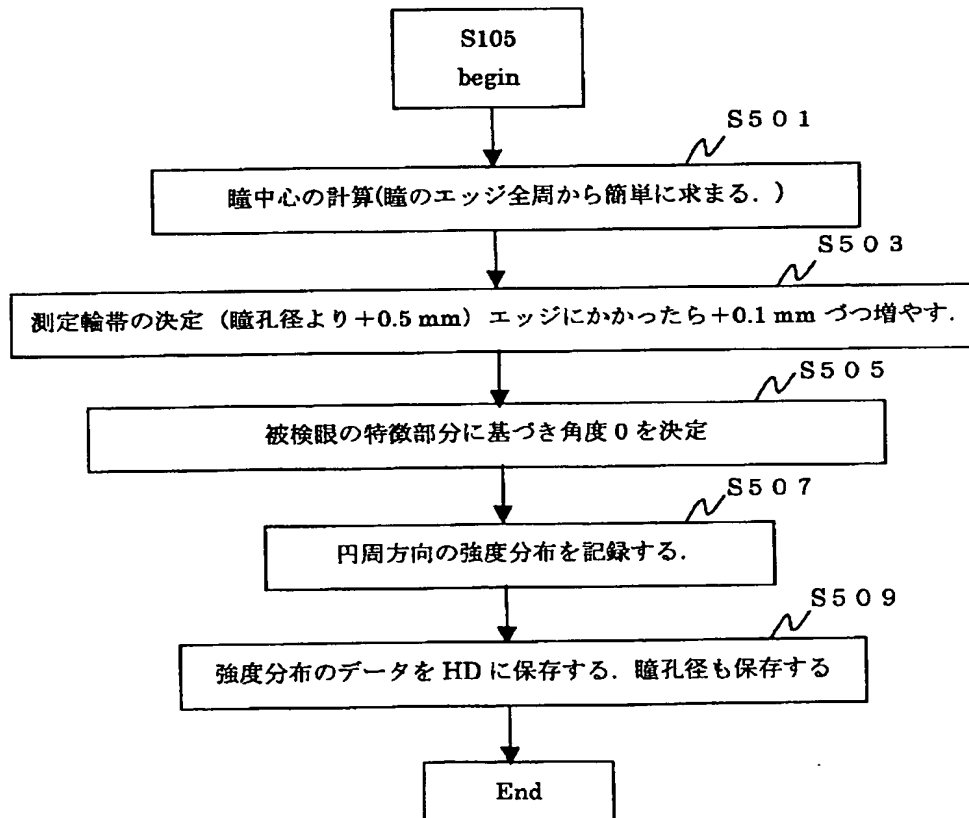 S105
begin
S501
瞳中心の計算(瞳のエッジ全周から簡単に求まる．)
S503
測定輪帯の決定（瞳孔径より+0.5 mm）エッジにかかったら+0.1 mm づつ増やす．
S505
被検眼の特徴部分に基づき角度 0 を決定
S507
円周方向の強度分布を記録する．
S509
強度分布のデータを HD に保存する．瞳孔径も保存する
End